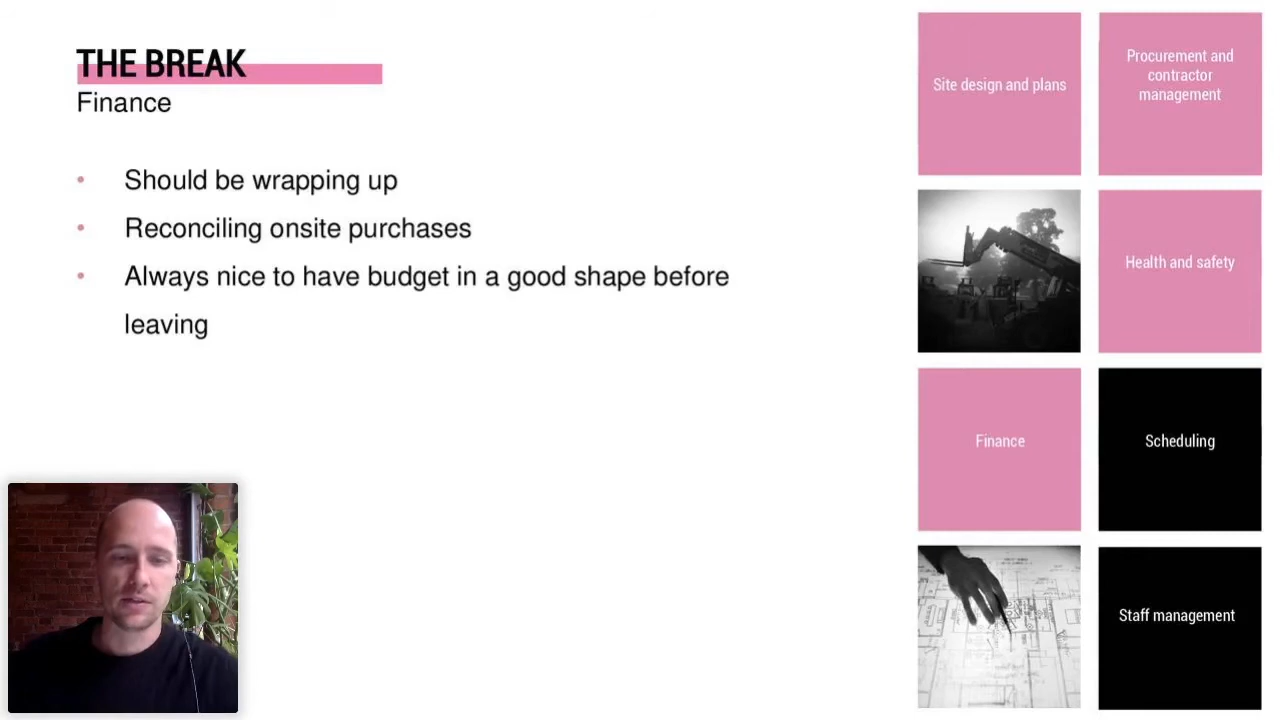 THE BREAK
Finance
• Should be wrapping up
• Reconciling onsite purchases
• Always nice to have budget in a good shape before
leaving
Site design and plans
Procurement and
contractor
management
Health and safety
Finance
Scheduling
Staff management